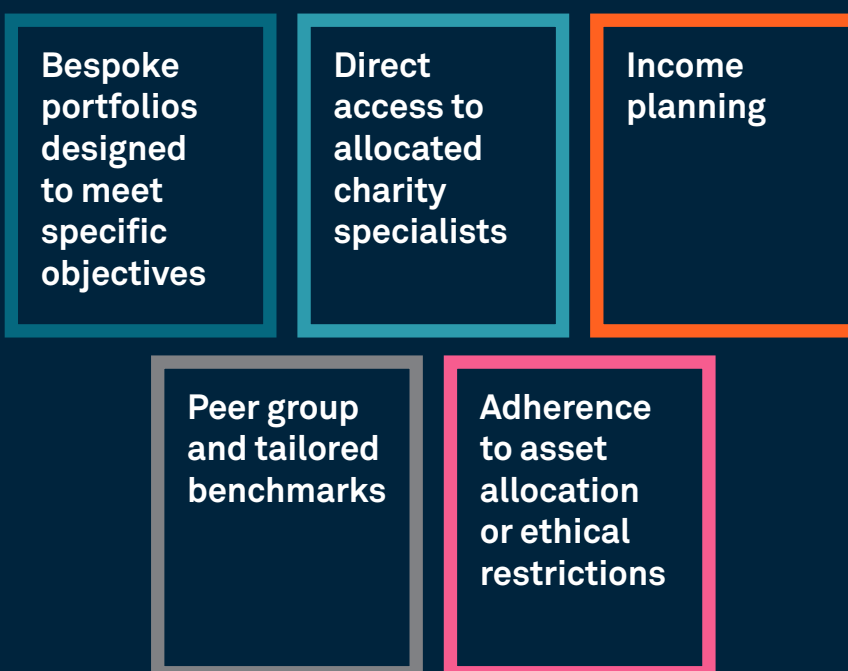 Bespoke
portfolios
designed
to meet
specific
objectives
Direct
access to
allocated
charity
specialists
Income
planning
Peer group
and tailored
benchmarks
Adherence
to asset
allocation
or ethical
restrictions